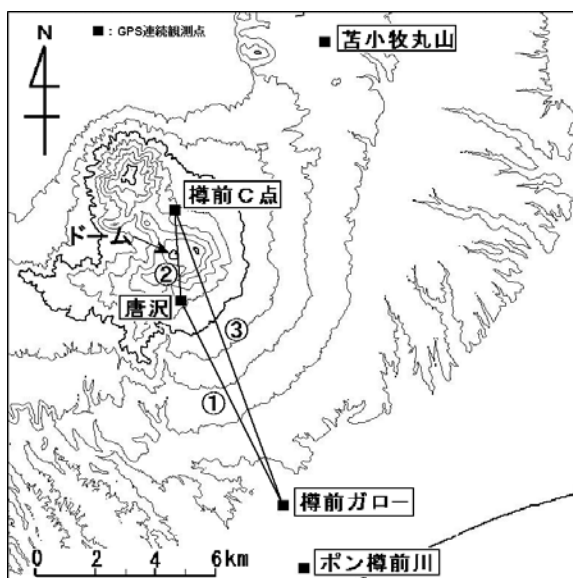 N
■：GPS連続観測点
苫小牧丸山
樽前C点
ドーム
②
唐沢
③
①
樽前ガロー
0 2 4 6km
ポン樽前川